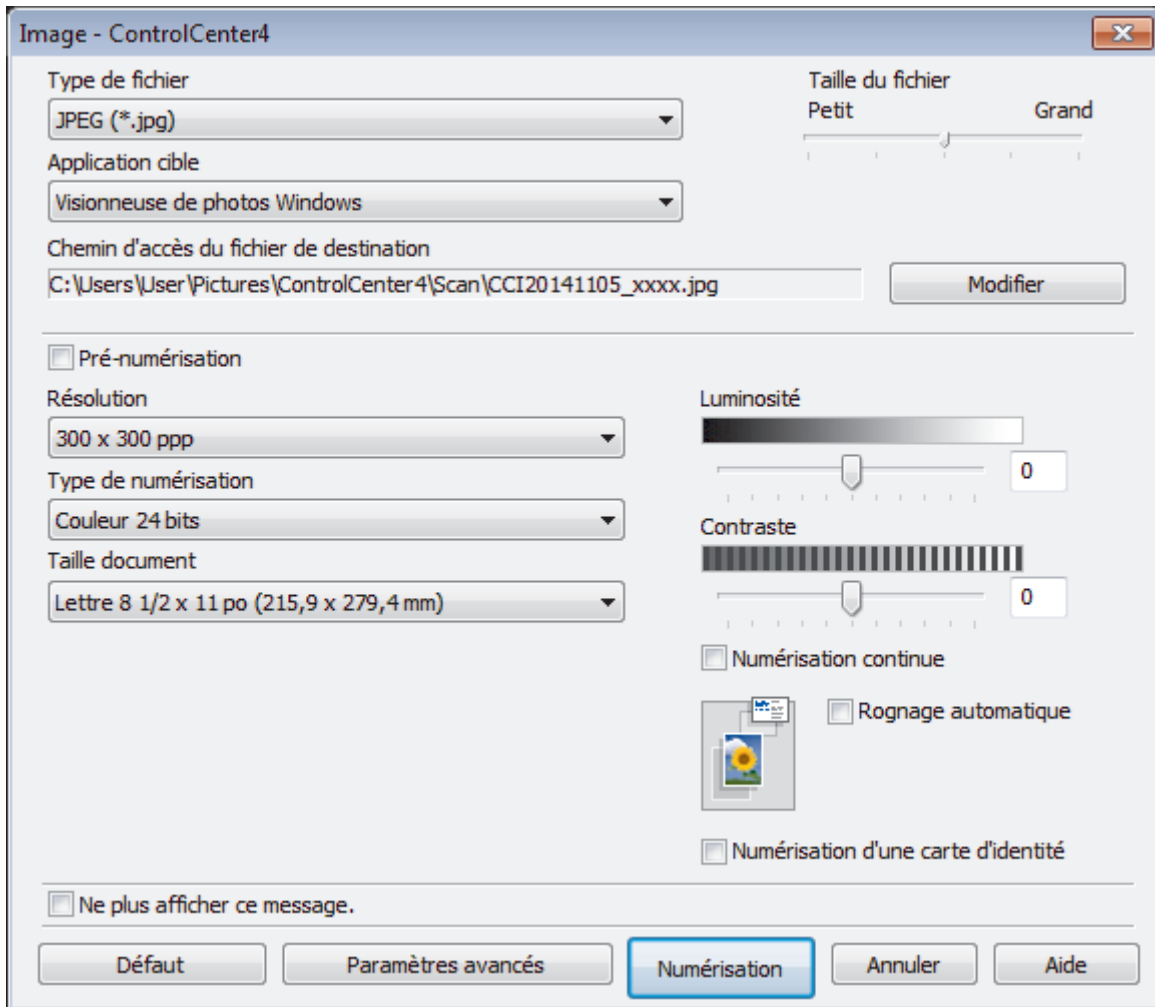 Image - ControlCenter4
Type de fichier
Taille du fichier
JPEG (*.jpg)
Petit
Grand
Application cible
Visionneuse de photos Windows
Chemin d'accès du fichier de destination
C:\Users\User\Pictures\ControlCenter4\Scan\CCI20141105_xxxx.jpg
Modifier
Pré-numérisation
Résolution
Luminosité
300 x 300 ppp
0
Type de numérisation
Couleur 24 bits
Contraste
Taille document
Lettre 8 1/2 x 11 po (215,9 x 279,4 mm)
0
Numérisation continue
Rognage automatique
Numérisation d'une carte d'identité
Ne plus afficher ce message.
Défaut
Paramètres avancés
Numérisation
Annuler
Aide